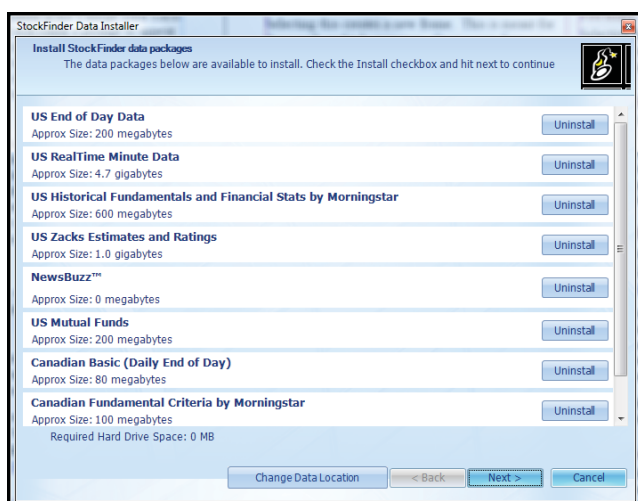 StockFinder Data Installer
Install StockFinder data packages
The data packages below are available to install. Check the Install checkbox and hit next to continue
US End of Day Data
Approx Size: 200 megabytes
Uninstall
US RealTime Minute Data
Approx Size: 4.7 gigabytes
Uninstall
US Historical Fundamentals and Financial Stats by Morningstar
Approx Size: 600 megabytes
Uninstall
US Zacks Estimates and Ratings
Approx Size: 1.0 gigabytes
Uninstall
NewsBuzz™
Approx Size: 0 megabytes
Uninstall
US Mutual Funds
Approx Size: 200 megabytes
Uninstall
Canadian Basic (Daily End of Day)
Approx Size: 80 megabytes
Uninstall
Canadian Fundamental Criteria by Morningstar
Approx Size: 100 megabytes
Uninstall
Required Hard Drive Space: 0 MB
Change Data Location
< Back
Next >
Cancel